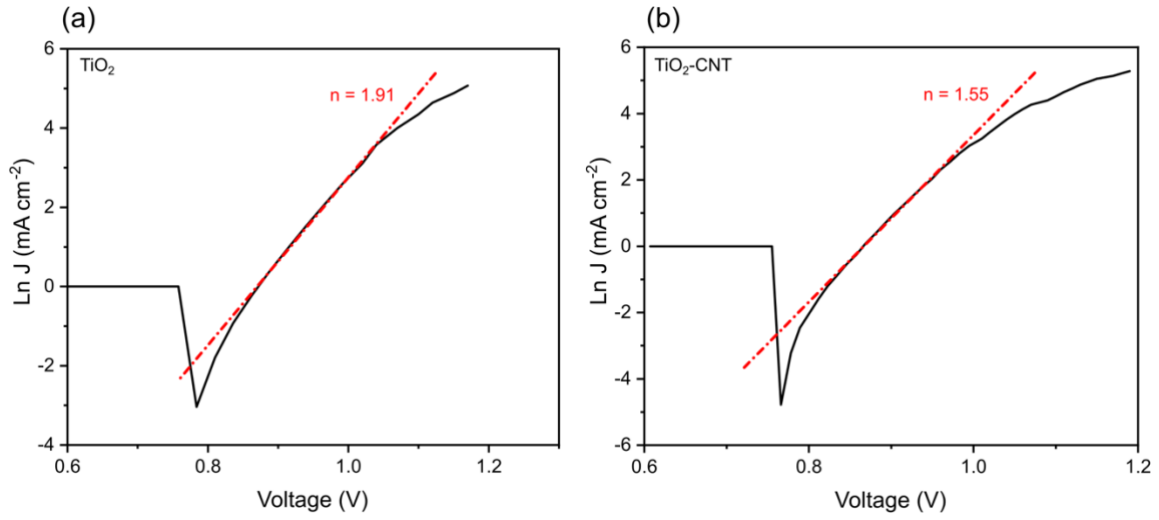 (a)
TiO₂
n = 1.91
6
4
2
0
-2
-4
Ln J (mA cm⁻²)
0.6 0.8 1.0 1.2
Voltage (V)
(b)
TiO₂-CNT
n = 1.55
6
4
2
0
-2
-4
-6
Ln J (mA cm⁻²)
0.6 0.8 1.0 1.2
Voltage (V)